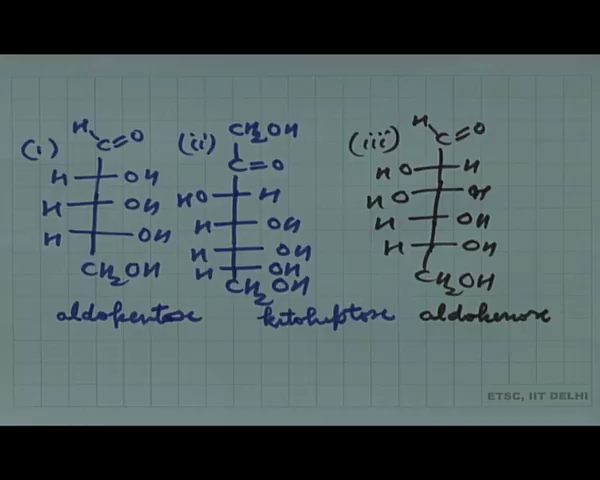 (i) H C=O
H OH
H OH
H OH
CH2OH
aldopentose
(ii) CH2OH
C=O
HO H
H OH
H OH
H OH
CH2OH
ketoheptose
(iii) H C=O
HO H
HO H
H OH
H OH
CH2OH
aldohexose
ETSC, IIT DELHI